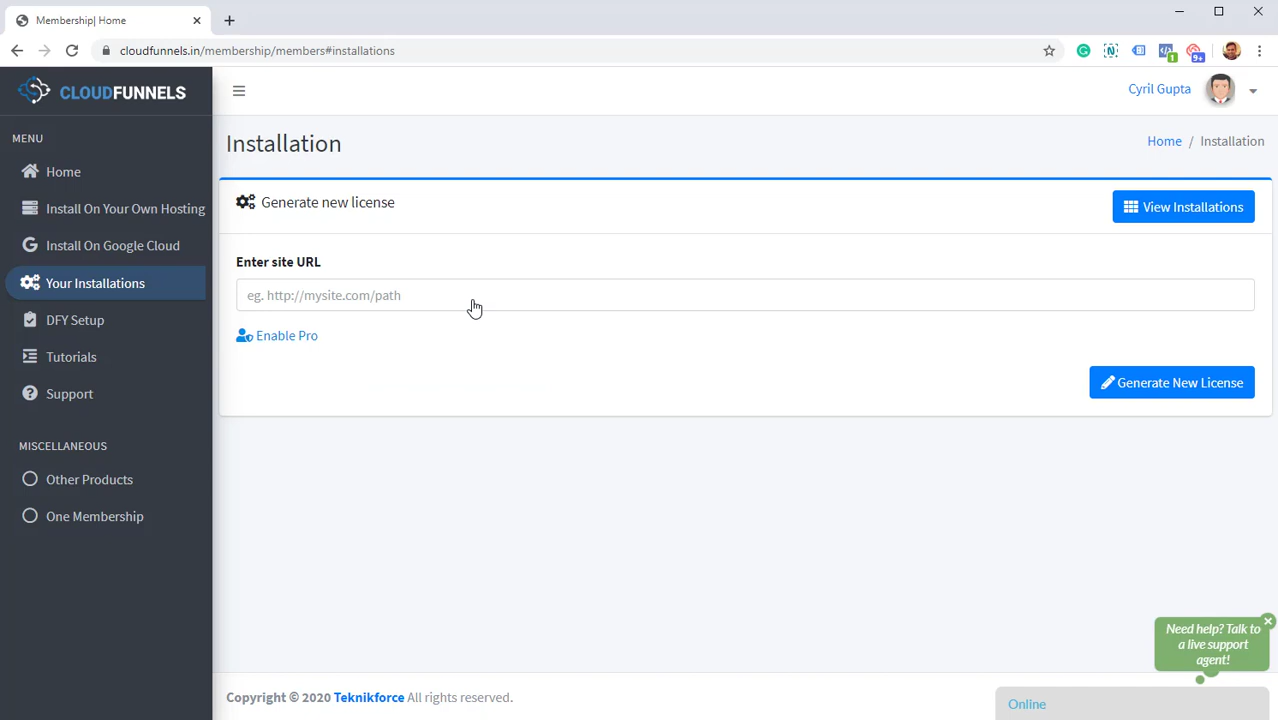 Membership| Home
cloudfunnels.in/membership/members#installations
1
9+
CLOUDFUNNELS
Cyril Gupta
MENU
Home
Install On Your Own Hosting
Install On Google Cloud
Your Installations
DFY Setup
Tutorials
Support
MISCELLANEOUS
Other Products
One Membership
Installation
Home / Installation
Generate new license
View Installations
Enter site URL
eg. http://mysite.com/path
Enable Pro
Generate New License
Need help? Talk to
a live support
agent!
Copyright © 2020 Teknikforce All rights reserved.
Online